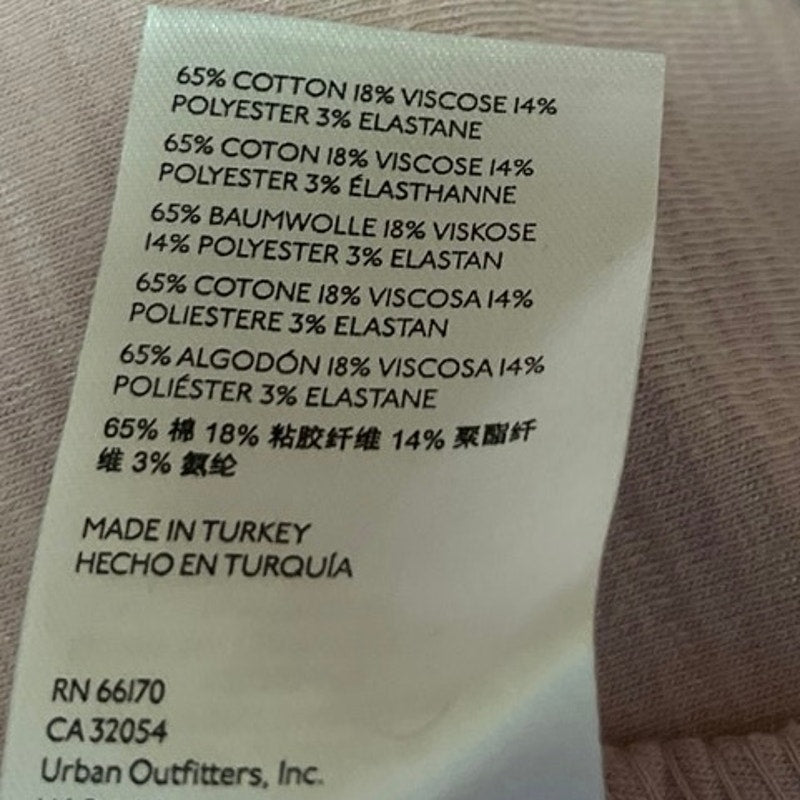 65% COTTON 18% VISCOSE 14%
POLYESTER 3% ELASTANE
65% COTON 18% VISCOSE 14%
POLYESTER 3% ÉLASTHANNE
65% BAUMWOLLE 18% VISKOSE
14% POLYESTER 3% ELASTAN
65% COTONE 18% VISCOSA 14%
POLIESTERE 3% ELASTAN
65% ALGODÓN 18% VISCOSA 14%
POLIÉSTER 3% ELASTANE
65% 棉 18% 粘胶纤维 14% 聚酯纤
维 3% 氨纶
MADE IN TURKEY
HECHO EN TURQUÍA
RN 66170
CA 32054
Urban Outfitters, Inc.